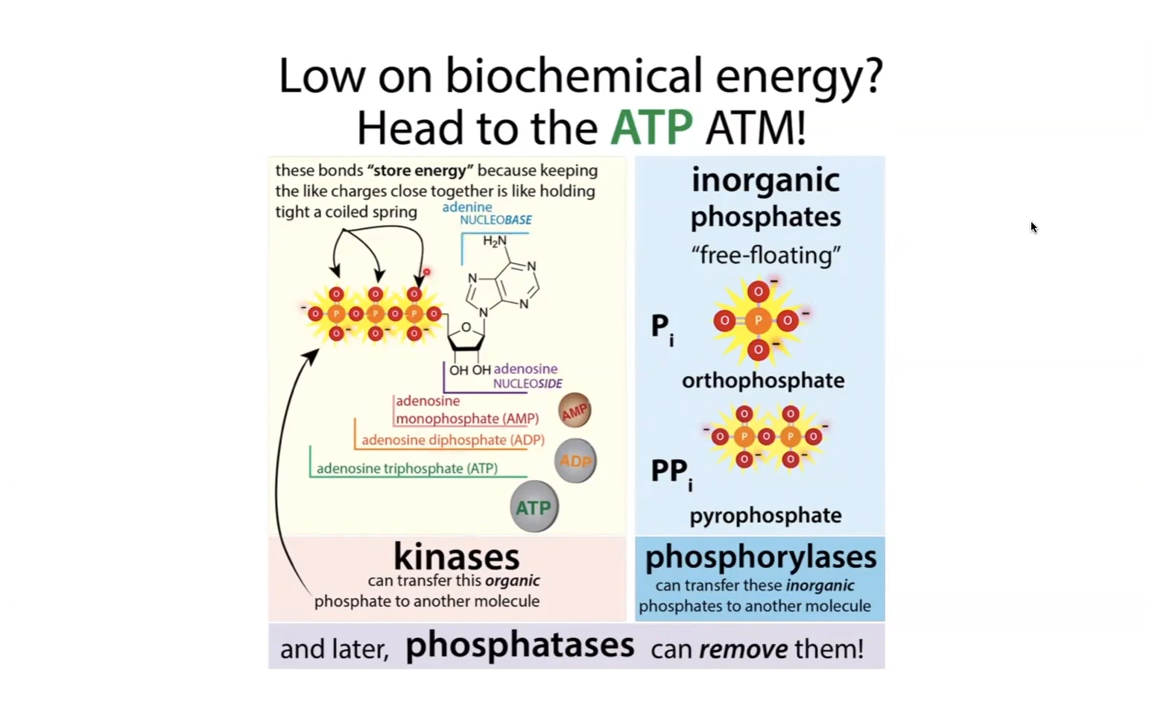 Low on biochemical energy?
Head to the ATP ATM!
these bonds “store energy” because keeping
the like charges close together is like holding
tight a coiled spring
adenine
NUCLEOBASE
H₂N
N
N
N
N
O
O
O
O
-
O
P
O
P
O
P
O
O
-
O
-
O
-
O
OH
OH
adenosine
NUCLEOSIDE
adenosine
monophosphate (AMP)
AMP
adenosine diphosphate (ADP)
ADP
adenosine triphosphate (ATP)
ATP
kinases
can transfer this organic
phosphate to another molecule
inorganic
phosphates
“free-floating”
O
-
Pi
O
P
O
-
O
-
orthophosphate
O
O
-
O
P
O
P
O
-
O
-
O
-
PPi
pyrophosphate
phosphorylases
can transfer these inorganic
phosphates to another molecule
and later, phosphatases can remove them!